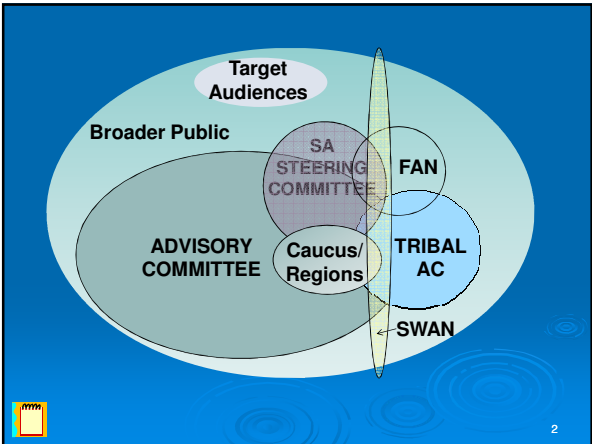 Target
Audiences
Broader Public
SA
STEERING
COMMITTEE
FAN
ADVISORY
COMMITTEE
Caucus/
Regions
TRIBAL
AC
SWAN
2